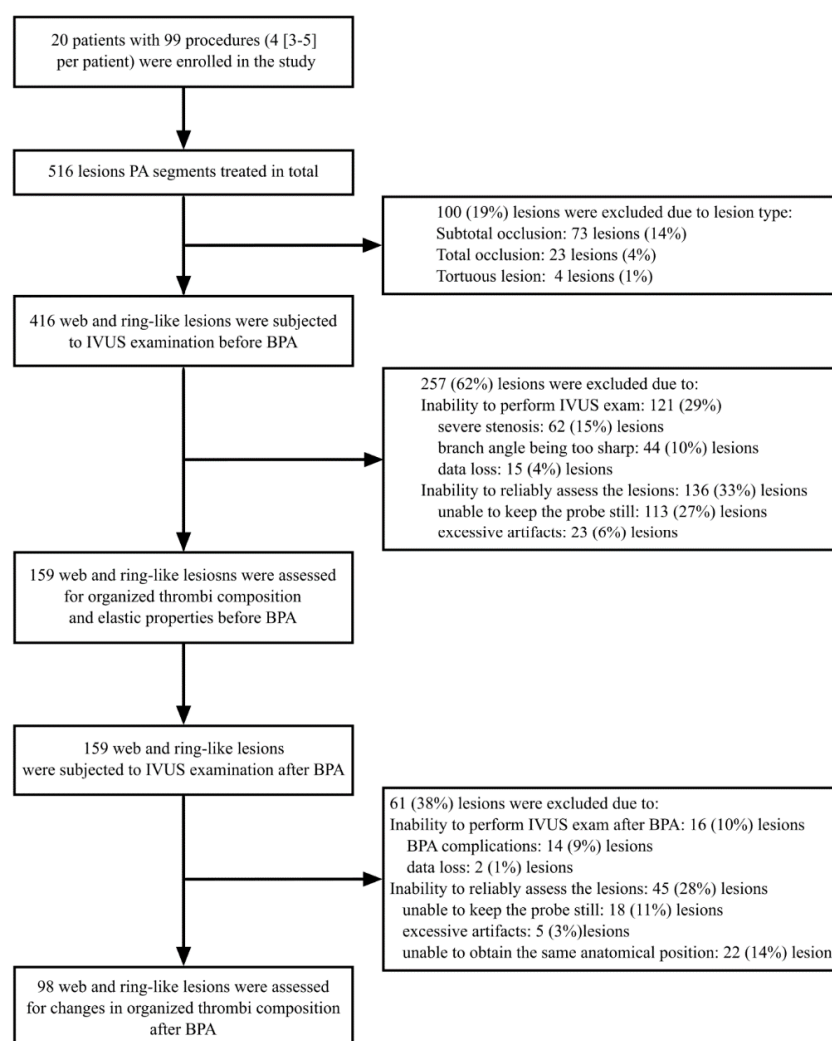 20 patients with 99 procedures (4 [3-5]
per patient) were enrolled in the study
516 lesions PA segments treated in total
100 (19%) lesions were excluded due to lesion type:
Subtotal occlusion: 73 lesions (14%)
Total occlusion: 23 lesions (4%)
Tortuous lesion: 4 lesions (1%)
416 web and ring-like lesions were subjected
to IVUS examination before BPA
257 (62%) lesions were excluded due to:
Inability to perform IVUS exam: 121 (29%)
severe stenosis: 62 (15%) lesions
branch angle being too sharp: 44 (10%) lesions
data loss: 15 (4%) lesions
Inability to reliably assess the lesions: 136 (33%) lesions
unable to keep the probe still: 113 (27%) lesions
excessive artifacts: 23 (6%) lesions
159 web and ring-like lesiosns were assessed
for organized thrombi composition
and elastic properties before BPA
159 web and ring-like lesions
were subjected to IVUS examination after BPA
61 (38%) lesions were excluded due to:
Inability to perform IVUS exam after BPA: 16 (10%) lesions
BPA complications: 14 (9%) lesions
data loss: 2 (1%) lesions
Inability to reliably assess the lesions: 45 (28%) lesions
unable to keep the probe still: 18 (11%) lesions
excessive artifacts: 5 (3%)lesions
unable to obtain the same anatomical position: 22 (14%) lesion
98 web and ring-like lesions were assessed
for changes in organized thrombi composition
after BPA